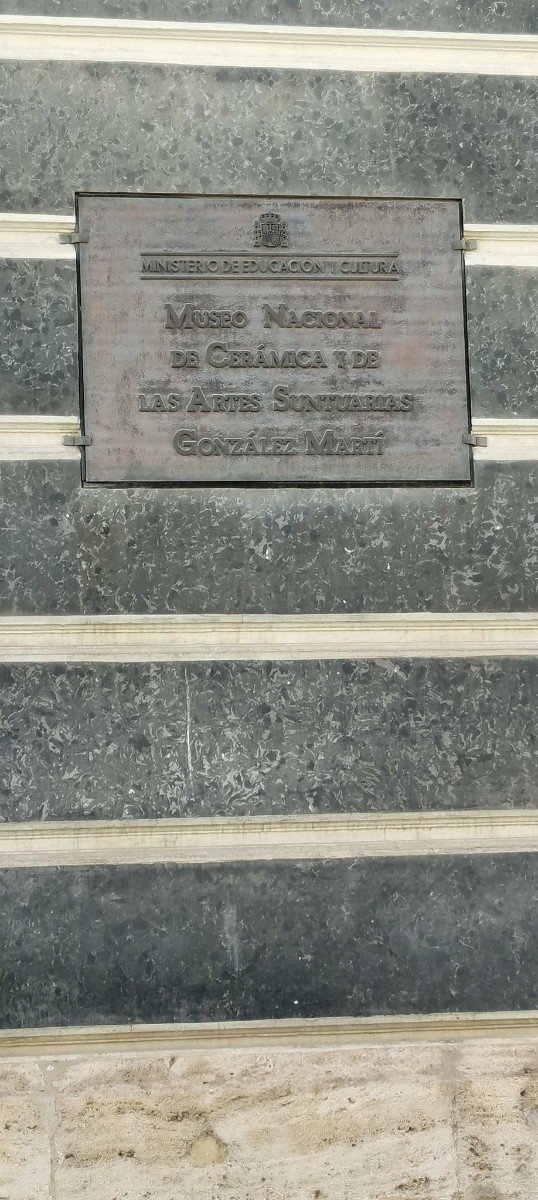 MINISTERIO DE EDUCACIÓN Y CULTURA
MUSEO NACIONAL
DE CERÁMICA Y DE
LAS ARTES SUNTUARIAS
GONZÁLEZ MARTÍ